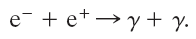 e⁻ + e⁺ → γ + γ.